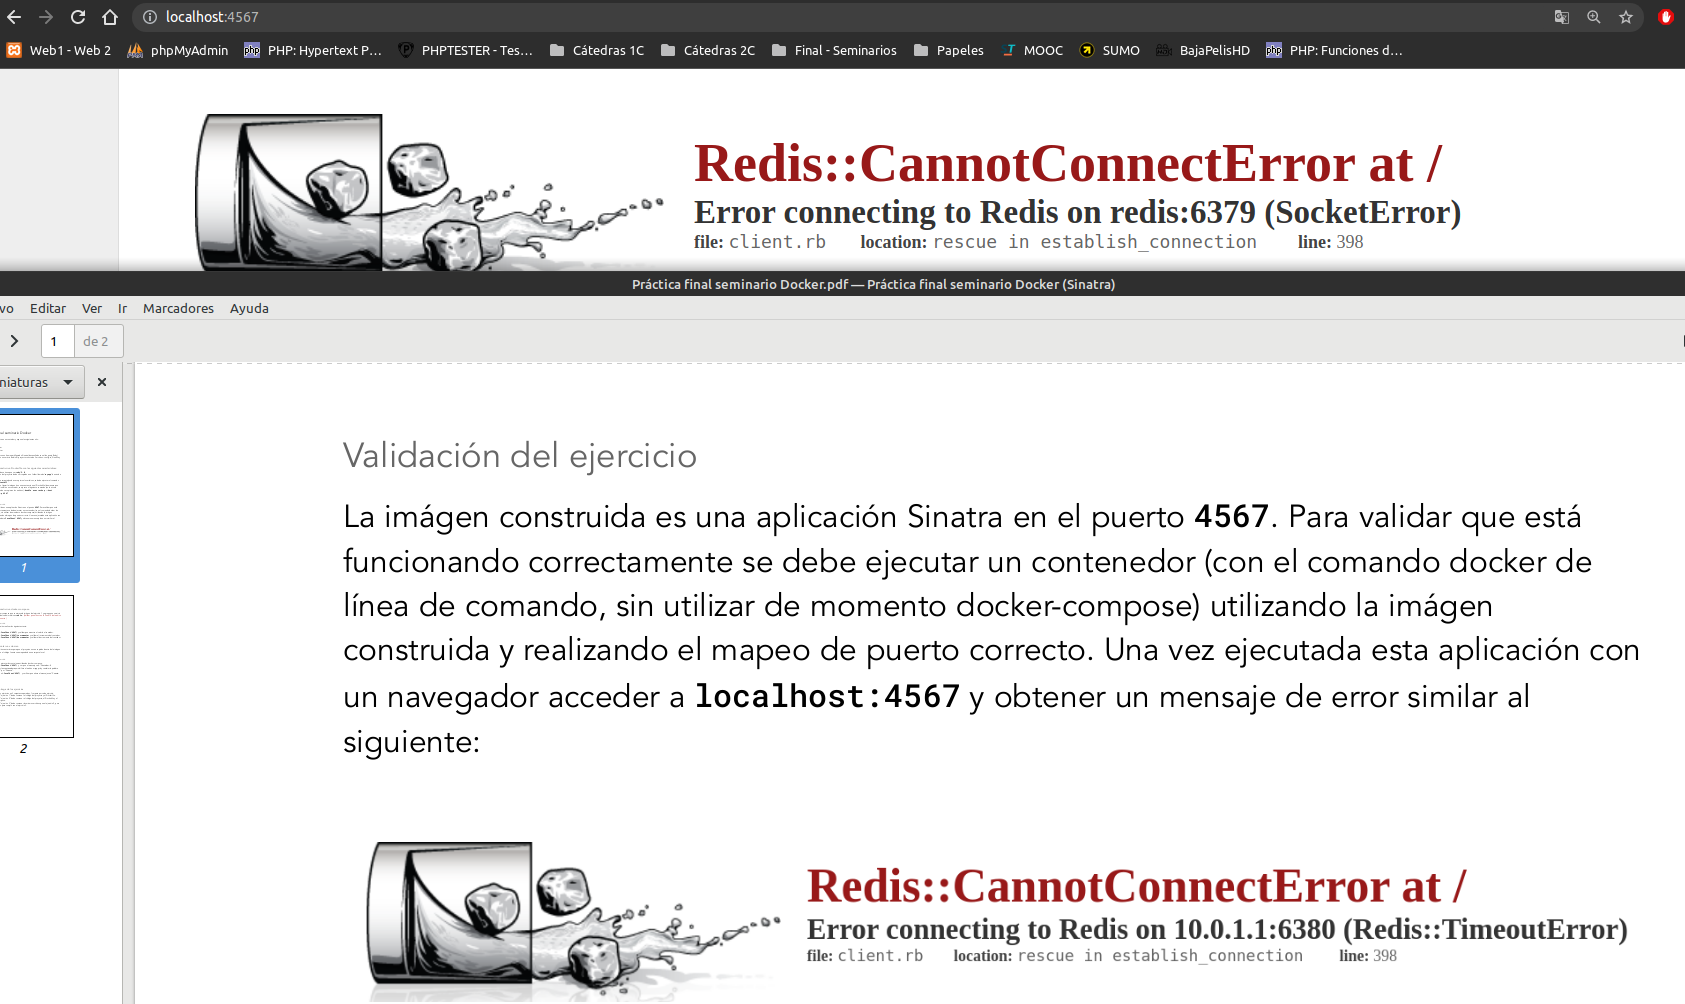 localhost:4567
Web1 - Web 2 phpMyAdmin php PHP: Hypertext P... PHPTESTER - Tes... Cátedras 1C Cátedras 2C Final - Seminarios Papeles MOOC SUMO BajaPelisHD php PHP: Funciones d...
Redis::CannotConnectError at /
Error connecting to Redis on redis:6379 (SocketError)
file: client.rb location: rescue in establish_connection line: 398
Práctica final seminario Docker.pdf — Práctica final seminario Docker (Sinatra)
vo Editar Ver Ir Marcadores Ayuda
1 de 2
niaturas
1
2
Validación del ejercicio
La imágen construida es una aplicación Sinatra en el puerto 4567. Para validar que está
funcionando correctamente se debe ejecutar un contenedor (con el comando docker de
línea de comando, sin utilizar de momento docker-compose) utilizando la imágen
construida y realizando el mapeo de puerto correcto. Una vez ejecutada esta aplicación con
un navegador acceder a localhost:4567 y obtener un mensaje de error similar al
siguiente:
Redis::CannotConnectError at /
Error connecting to Redis on 10.0.1.1:6380 (Redis::TimeoutError)
file: client.rb location: rescue in establish_connection line: 398